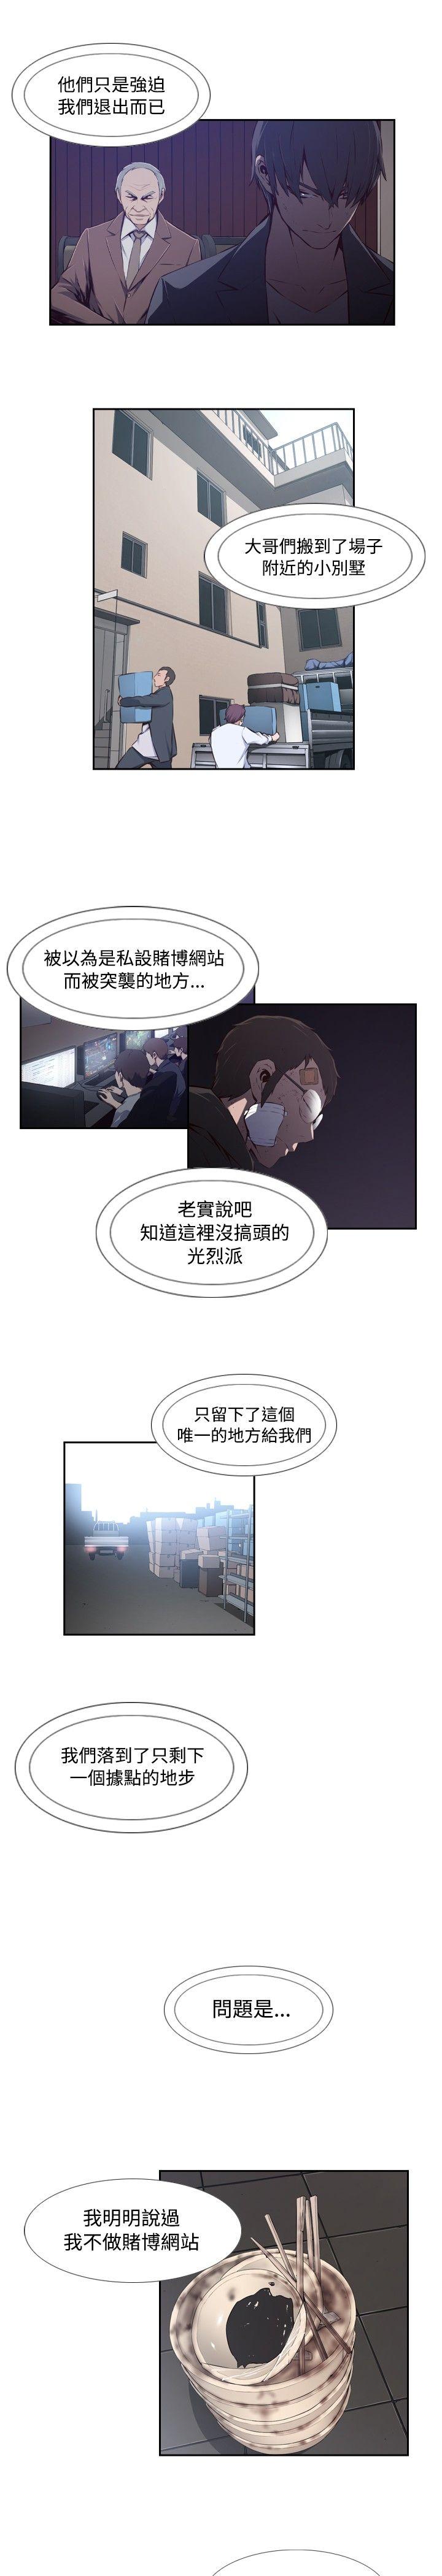 他們只是強迫
我們退出而已
大哥們搬到了場子
附近的小別墅
被以為是私設賭博網站
而被突襲的地方...
老實說吧
知道這裡沒搞頭的
光烈派
只留下了這個
唯一的地方給我們
我們落到了只剩下
一個據點的地步
問題是...
我明明說過
我不做賭博網站